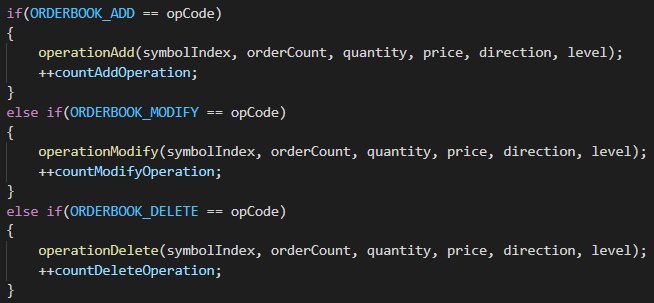 if(ORDERBOOK_ADD == opCode)
{
    operationAdd(symbolIndex, orderCount, quantity, price, direction, level);
    ++countAddOperation;
}
else if(ORDERBOOK_MODIFY == opCode)
{
    operationModify(symbolIndex, orderCount, quantity, price, direction, level);
    ++countModifyOperation;
}
else if(ORDERBOOK_DELETE == opCode)
{
    operationDelete(symbolIndex, orderCount, quantity, price, direction, level);
    ++countDeleteOperation;
}